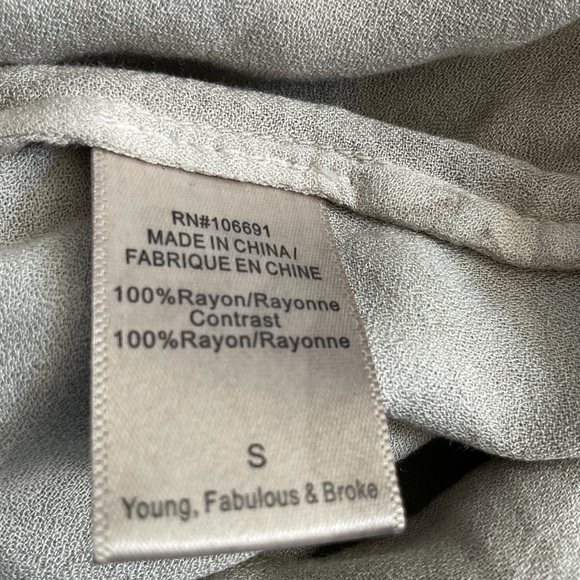 RN#106691
MADE IN CHINA/
FABRIQUE EN CHINE
100%Rayon/Rayonne
Contrast
100%Rayon/Rayonne
S
Young, Fabulous & Broke